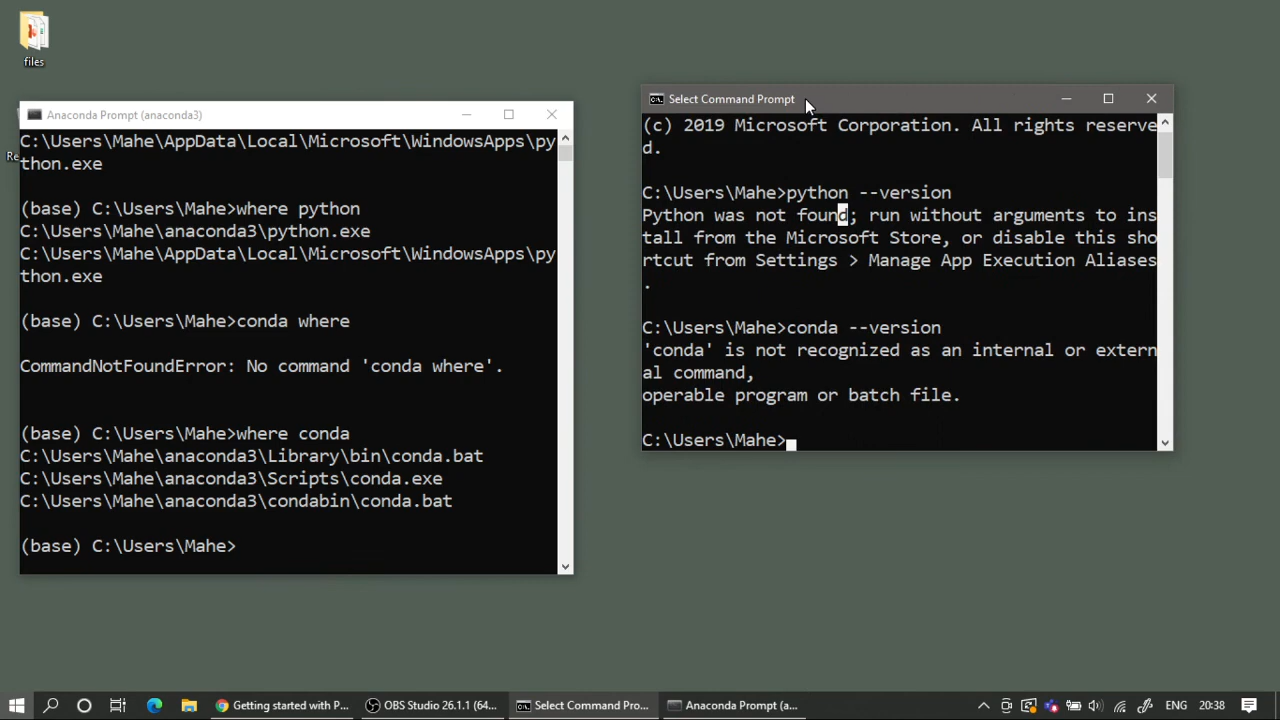 files
Re
Anaconda Prompt (anaconda3)
C:\Users\Mahe\AppData\Local\Microsoft\WindowsApps\py
thon.exe
(base) C:\Users\Mahe>where python
C:\Users\Mahe\anaconda3\python.exe
C:\Users\Mahe\AppData\Local\Microsoft\WindowsApps\py
thon.exe
(base) C:\Users\Mahe>conda where
CommandNotFoundError: No command 'conda where'.
(base) C:\Users\Mahe>where conda
C:\Users\Mahe\anaconda3\Library\bin\conda.bat
C:\Users\Mahe\anaconda3\Scripts\conda.exe
C:\Users\Mahe\anaconda3\condabin\conda.bat
(base) C:\Users\Mahe>
Select Command Prompt
(c) 2019 Microsoft Corporation. All rights reserve
d.
C:\Users\Mahe>python --version
Python was not found; run without arguments to ins
tall from the Microsoft Store, or disable this sho
rtcut from Settings > Manage App Execution Aliases
.
C:\Users\Mahe>conda --version
'conda' is not recognized as an internal or extern
al command,
operable program or batch file.
C:\Users\Mahe>
Getting started with P...
OBS Studio 26.1.1 (64...
Select Command Pro...
Anaconda Prompt (a...
ENG
20:38